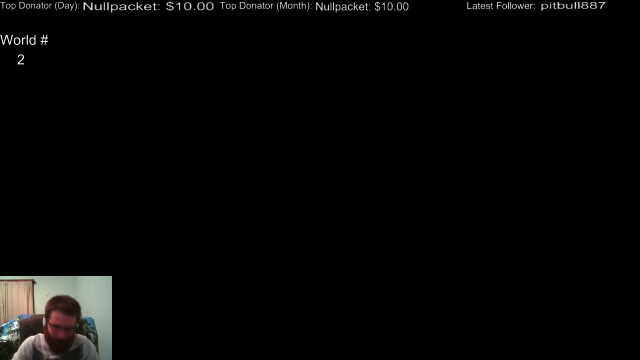 Top Donator (Day): Nullpacket: $10.00 Top Donator (Month): Nullpacket: $10.00 Latest Follower: pitbull887
World #
2